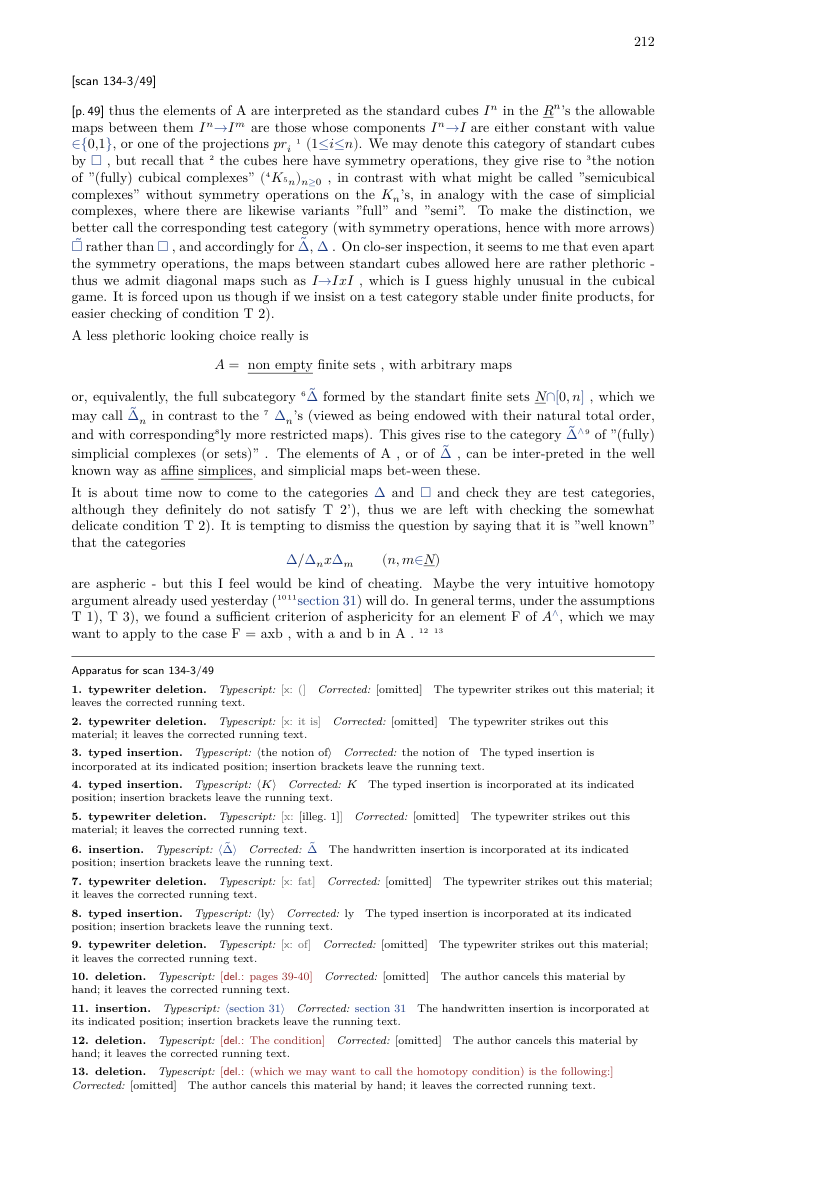 212
[scan 134-3/49]
[p. 49] thus the elements of A are interpreted as the standard cubes Iⁿ in the Rⁿ's the allowable
maps between them Iⁿ→Iᵐ are those whose components Iⁿ→I are either constant with value
∈{0,1}, or one of the projections prᵢ ¹ (1≤i≤n). We may denote this category of standart cubes
by □ , but recall that ² the cubes here have symmetry operations, they give rise to ³the notion
of ”(fully) cubical complexes” (⁴K⁵ₙ)ₙ≥₀ , in contrast with what might be called ”semicubical
complexes” without symmetry operations on the Kₙ's, in analogy with the case of simplicial
complexes, where there are likewise variants ”full” and ”semi”. To make the distinction, we
better call the corresponding test category (with symmetry operations, hence with more arrows)
□̃ rather than □ , and accordingly for Δ̃, Δ . On clo-ser inspection, it seems to me that even apart
the symmetry operations, the maps between standart cubes allowed here are rather plethoric -
thus we admit diagonal maps such as I→IxI , which is I guess highly unusual in the cubical
game. It is forced upon us though if we insist on a test category stable under finite products, for
easier checking of condition T 2).
A less plethoric looking choice really is
A = non empty finite sets , with arbitrary maps
or, equivalently, the full subcategory ⁶Δ̃ formed by the standart finite sets N∩[0, n] , which we
may call Δ̃ₙ in contrast to the ⁷ Δₙ's (viewed as being endowed with their natural total order,
and with corresponding⁸ly more restricted maps). This gives rise to the category Δ̃^⁹ of ”(fully)
simplicial complexes (or sets)” . The elements of A , or of Δ̃ , can be inter-preted in the well
known way as affine simplices, and simplicial maps bet-ween these.
It is about time now to come to the categories Δ and □ and check they are test categories,
although they definitely do not satisfy T 2'), thus we are left with checking the somewhat
delicate condition T 2). It is tempting to dismiss the question by saying that it is ”well known”
that the categories
Δ/ΔₙxΔₘ (n, m∈N)
are aspheric - but this I feel would be kind of cheating. Maybe the very intuitive homotopy
argument already used yesterday (¹⁰¹¹section 31) will do. In general terms, under the assumptions
T 1), T 3), we found a sufficient criterion of asphericity for an element F of A^, which we may
want to apply to the case F = axb , with a and b in A . ¹² ¹³
Apparatus for scan 134-3/49
1. typewriter deletion. Typescript: [x: (] Corrected: [omitted] The typewriter strikes out this material; it
leaves the corrected running text.
2. typewriter deletion. Typescript: [x: it is] Corrected: [omitted] The typewriter strikes out this
material; it leaves the corrected running text.
3. typed insertion. Typescript: ⟨the notion of⟩ Corrected: the notion of The typed insertion is
incorporated at its indicated position; insertion brackets leave the running text.
4. typed insertion. Typescript: ⟨K⟩ Corrected: K The typed insertion is incorporated at its indicated
position; insertion brackets leave the running text.
5. typewriter deletion. Typescript: [x: [illeg. 1]] Corrected: [omitted] The typewriter strikes out this
material; it leaves the corrected running text.
6. insertion. Typescript: ⟨Δ̃⟩ Corrected: Δ̃ The handwritten insertion is incorporated at its indicated
position; insertion brackets leave the running text.
7. typewriter deletion. Typescript: [x: fat] Corrected: [omitted] The typewriter strikes out this material;
it leaves the corrected running text.
8. typed insertion. Typescript: ⟨ly⟩ Corrected: ly The typed insertion is incorporated at its indicated
position; insertion brackets leave the running text.
9. typewriter deletion. Typescript: [x: of] Corrected: [omitted] The typewriter strikes out this material;
it leaves the corrected running text.
10. deletion. Typescript: [del.: pages 39-40] Corrected: [omitted] The author cancels this material by
hand; it leaves the corrected running text.
11. insertion. Typescript: ⟨section 31⟩ Corrected: section 31 The handwritten insertion is incorporated at
its indicated position; insertion brackets leave the running text.
12. deletion. Typescript: [del.: The condition] Corrected: [omitted] The author cancels this material by
hand; it leaves the corrected running text.
13. deletion. Typescript: [del.: (which we may want to call the homotopy condition) is the following:]
Corrected: [omitted] The author cancels this material by hand; it leaves the corrected running text.